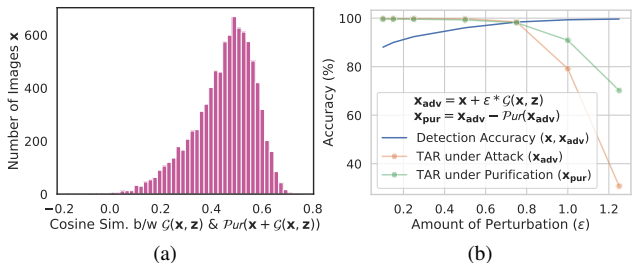 Number of Images x
600
400
200
0
−0.2 0.0 0.2 0.4 0.6 0.8
Cosine Sim. b/w G(x, z) & Pur(x + G(x, z))
(a)
Accuracy (%)
100
80
60
40
x_adv = x + ε * G(x, z)
x_pur = x_adv − Pur(x_adv)
Detection Accuracy (x, x_adv)
TAR under Attack (x_adv)
TAR under Purification (x_pur)
0.2 0.4 0.6 0.8 1.0 1.2
Amount of Perturbation (ε)
(b)